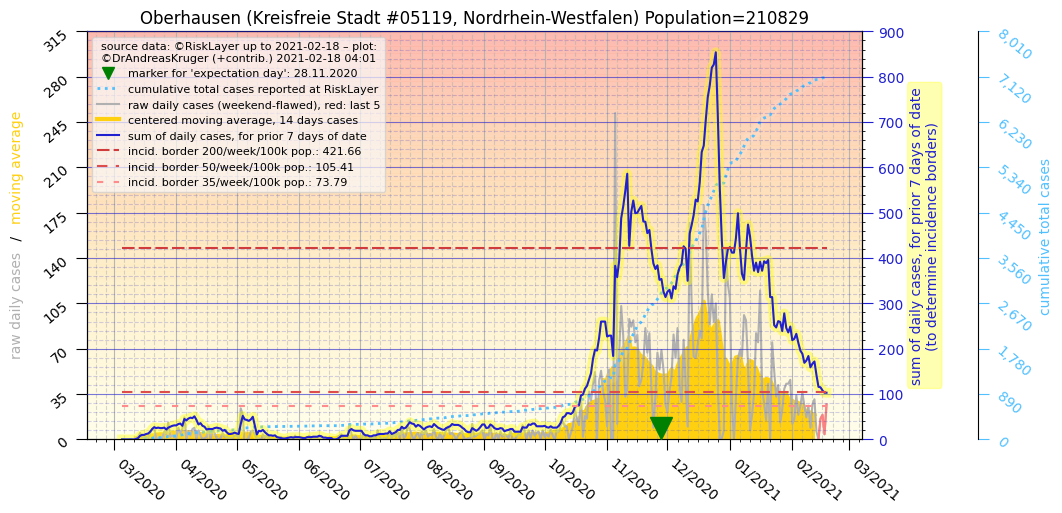 Oberhausen (Kreisfreie Stadt #05119, Nordrhein-Westfalen) Population=210829
source data: ©RiskLayer up to 2021-02-18 – plot:
©DrAndreasKruger (+contrib.) 2021-02-18 04:01
marker for 'expectation day': 28.11.2020
cumulative total cases reported at RiskLayer
raw daily cases (weekend-flawed), red: last 5
centered moving average, 14 days cases
sum of daily cases, for prior 7 days of date
incid. border 200/week/100k pop.: 421.66
incid. border 50/week/100k pop.: 105.41
incid. border 35/week/100k pop.: 73.79
raw daily cases / moving average
315
280
245
210
175
140
105
70
35
0
03/2020
04/2020
05/2020
06/2020
07/2020
08/2020
09/2020
10/2020
11/2020
12/2020
01/2021
02/2021
03/2021
900
800
700
600
500
400
300
200
100
0
sum of daily cases, for prior 7 days of date
(to determine incidence borders)
8,010
7,120
6,230
5,340
4,450
3,560
2,670
1,780
890
0
cumulative total cases